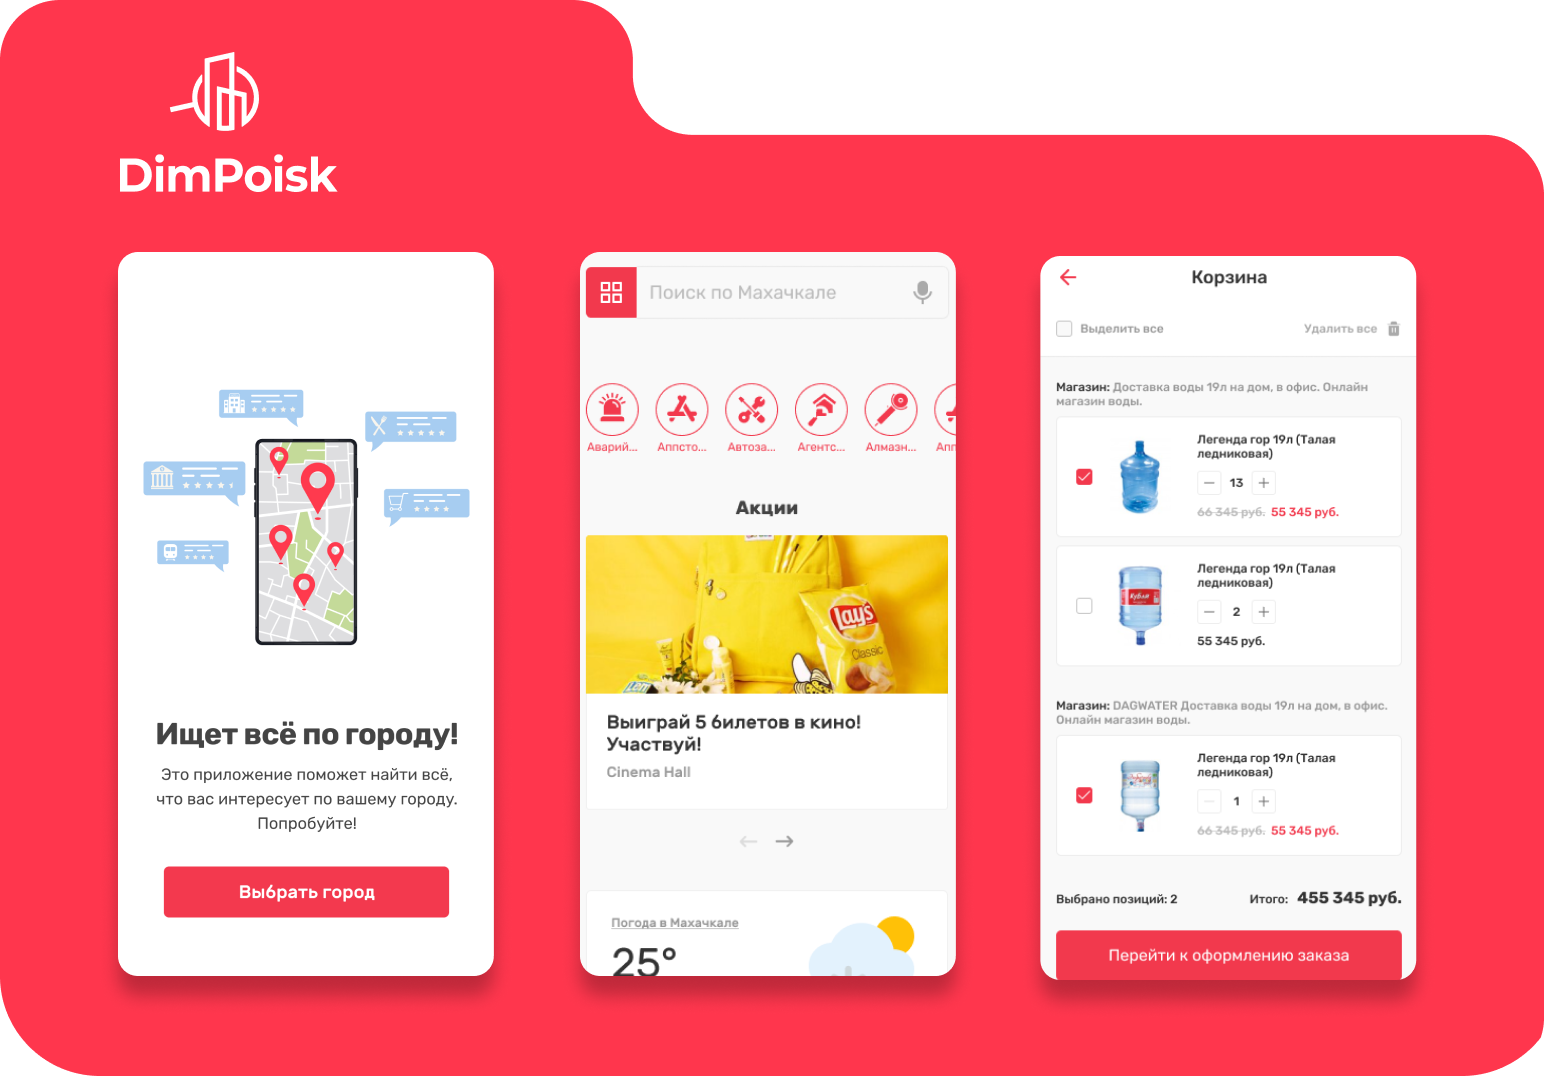 DimPoisk
Ищет всё по городу!
Это приложение поможет найти всё,
что вас интересует по вашему городу.
Попробуйте!
Выбрать город
Поиск по Махачкале
Аварий...
Аппсто...
Автоза...
Агентс...
Алмазн...
Апп
Акции
Lay's
Classic
Выиграй 5 билетов в кино!
Участвуй!
Cinema Hall
Погода в Махачкале
25°
Корзина
Выделить все
Удалить все
Магазин: Доставка воды 19л на дом, в офис. Онлайн
магазин воды.
Легенда гор 19л (Талая
ледниковая)
13
66 345 руб. 55 345 руб.
Легенда гор 19л (Талая
ледниковая)
2
55 345 руб.
Магазин: DAGWATER Доставка воды 19л на дом, в офис.
Онлайн магазин воды.
Легенда гор 19л (Талая
ледниковая)
1
66 345 руб. 55 345 руб.
Выбрано позиций: 2
Итого: 455 345 руб.
Перейти к оформлению заказа